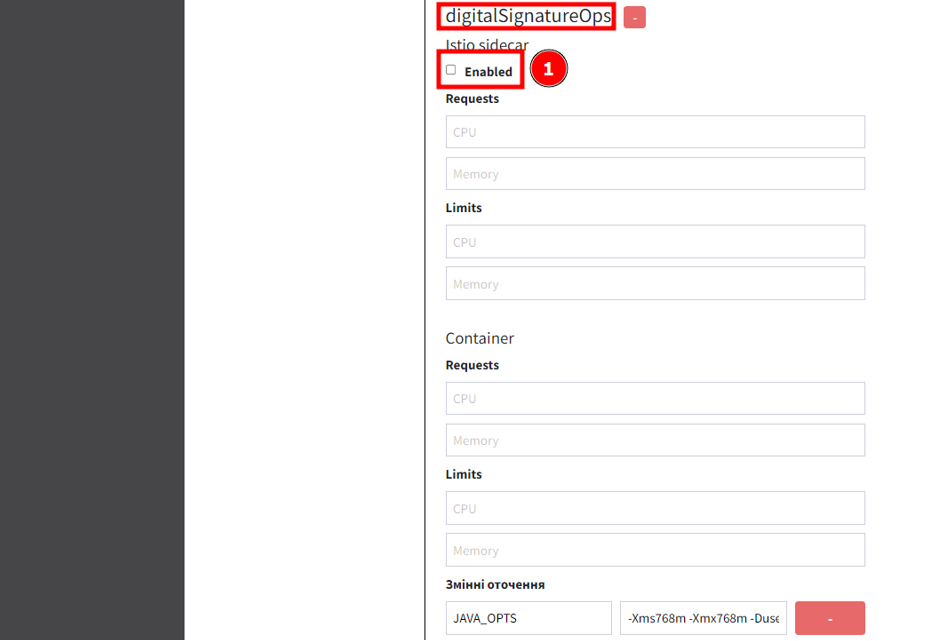 digitalSignatureOps -
Istio sidecar
Enabled 1
Requests
CPU
Memory
Limits
CPU
Memory
Container
Requests
CPU
Memory
Limits
CPU
Memory
Змінні оточення
JAVA_OPTS -Xms768m -Xmx768m -Duse -